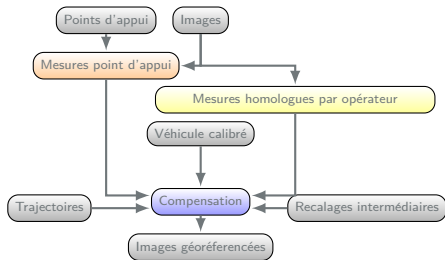 Points d'appui
Images
Mesures point d'appui
Mesures homologues par opérateur
Véhicule calibré
Trajectoires
Compensation
Recalages intermédiaires
Images géoréferencées